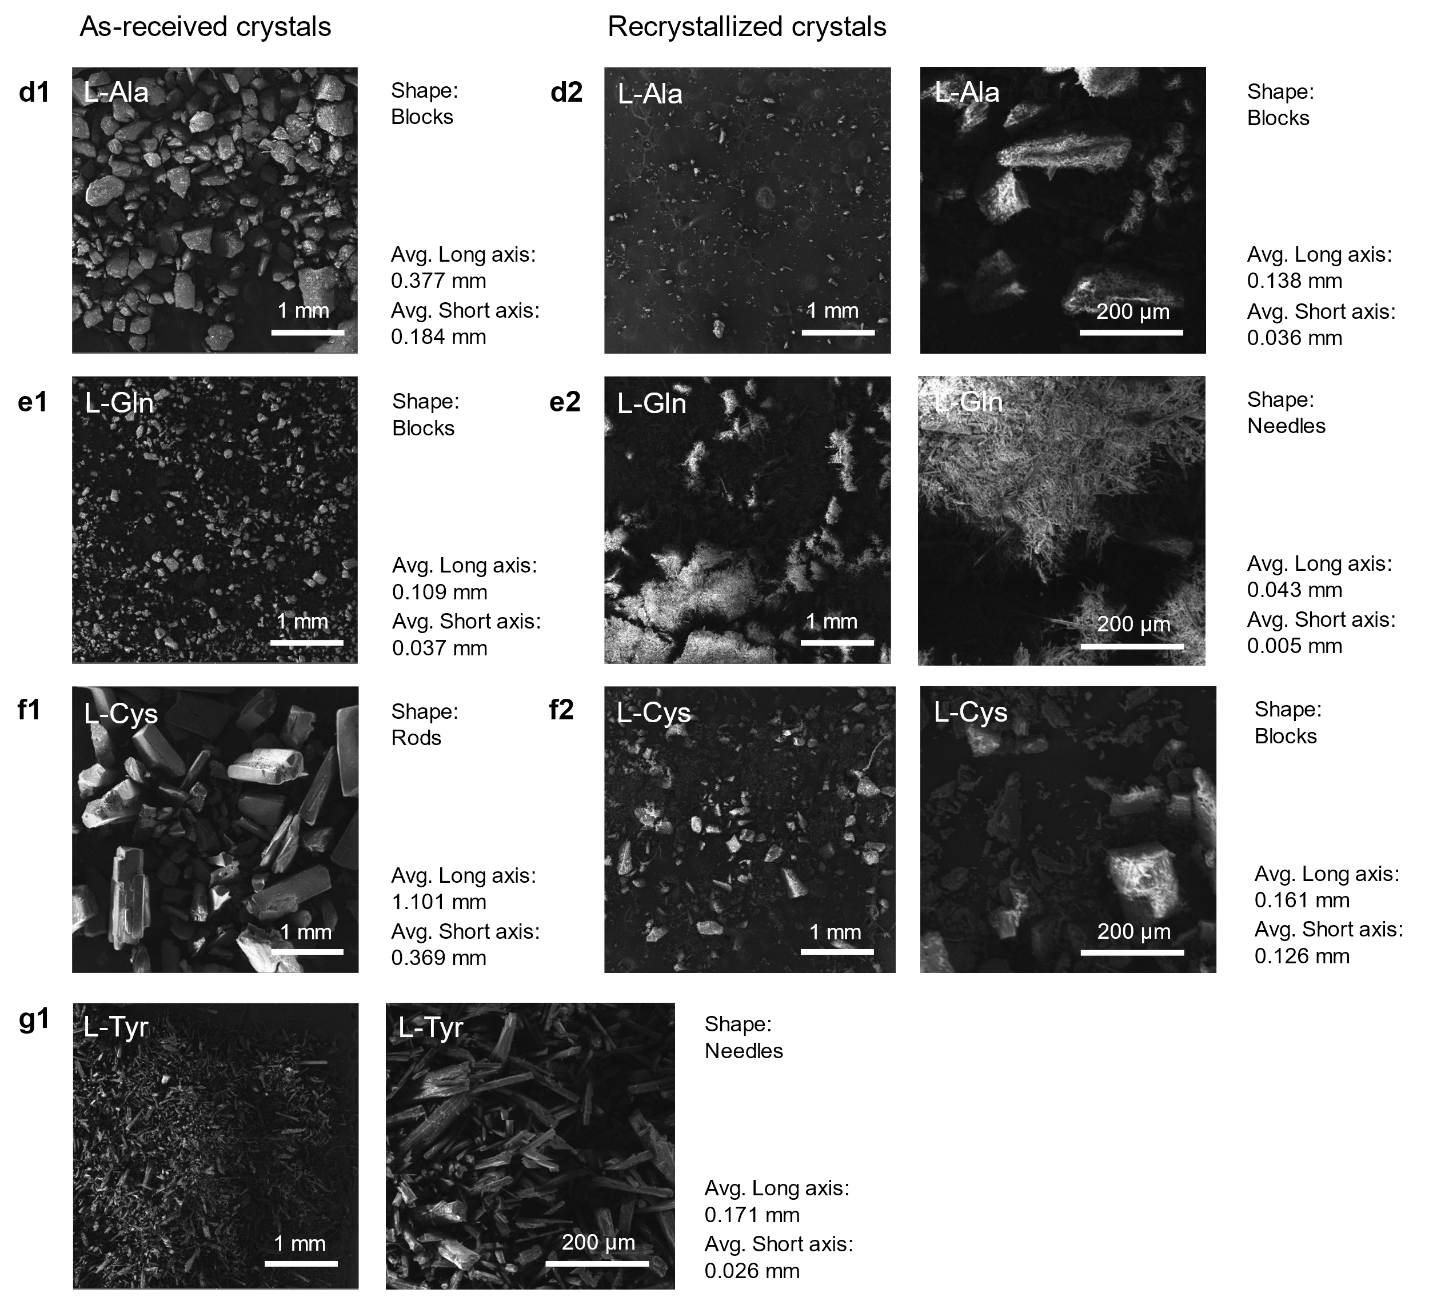 As-received crystals
Recrystallized crystals
d1
L-Ala
1 mm
Shape:
Blocks
Avg. Long axis:
0.377 mm
Avg. Short axis:
0.184 mm
d2
L-Ala
1 mm
L-Ala
200 µm
Shape:
Blocks
Avg. Long axis:
0.138 mm
Avg. Short axis:
0.036 mm
e1
L-Gln
1 mm
Shape:
Blocks
Avg. Long axis:
0.109 mm
Avg. Short axis:
0.037 mm
e2
L-Gln
1 mm
L-Gln
200 µm
Shape:
Needles
Avg. Long axis:
0.043 mm
Avg. Short axis:
0.005 mm
f1
L-Cys
1 mm
Shape:
Rods
Avg. Long axis:
1.101 mm
Avg. Short axis:
0.369 mm
f2
L-Cys
1 mm
L-Cys
200 µm
Shape:
Blocks
Avg. Long axis:
0.161 mm
Avg. Short axis:
0.126 mm
g1
L-Tyr
1 mm
L-Tyr
200 µm
Shape:
Needles
Avg. Long axis:
0.171 mm
Avg. Short axis:
0.026 mm